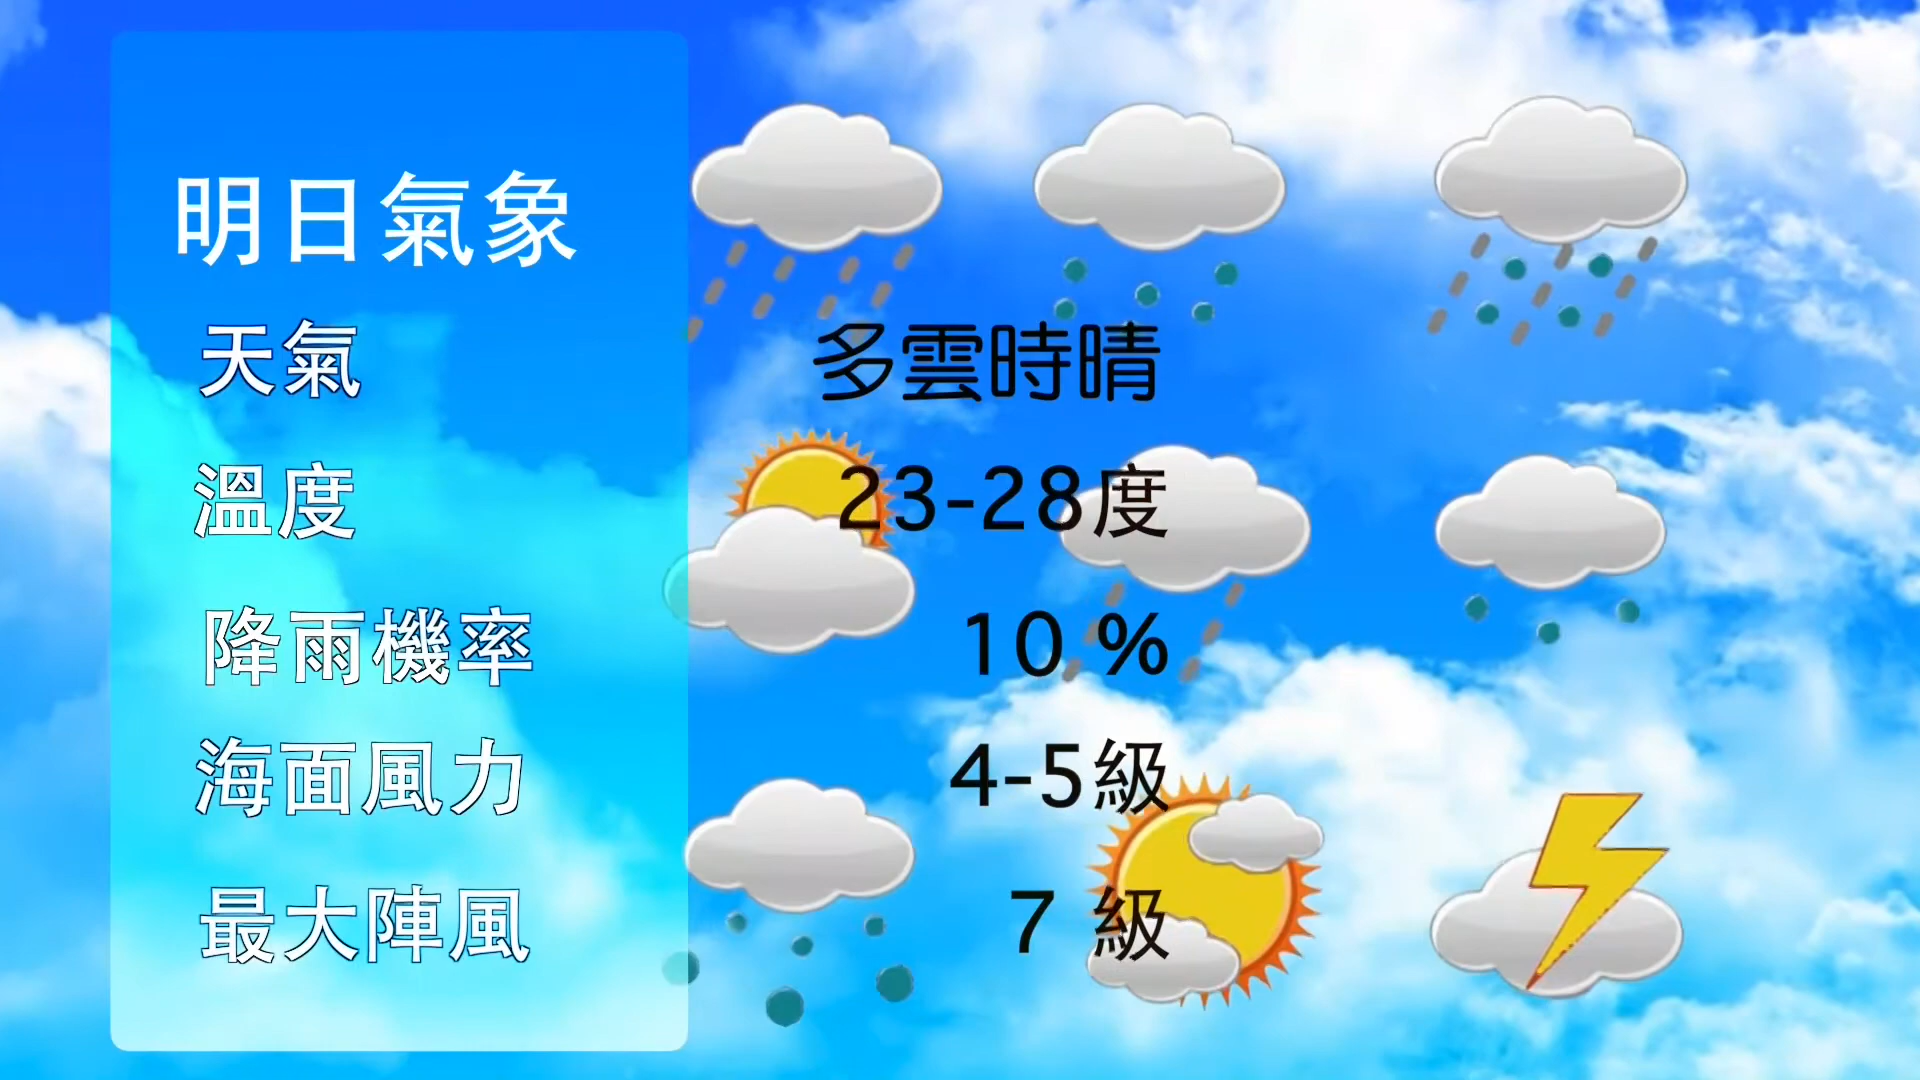 明日氣象
天氣 多雲時晴
溫度 23-28度
降雨機率 10 %
海面風力 4-5級
最大陣風 7 級